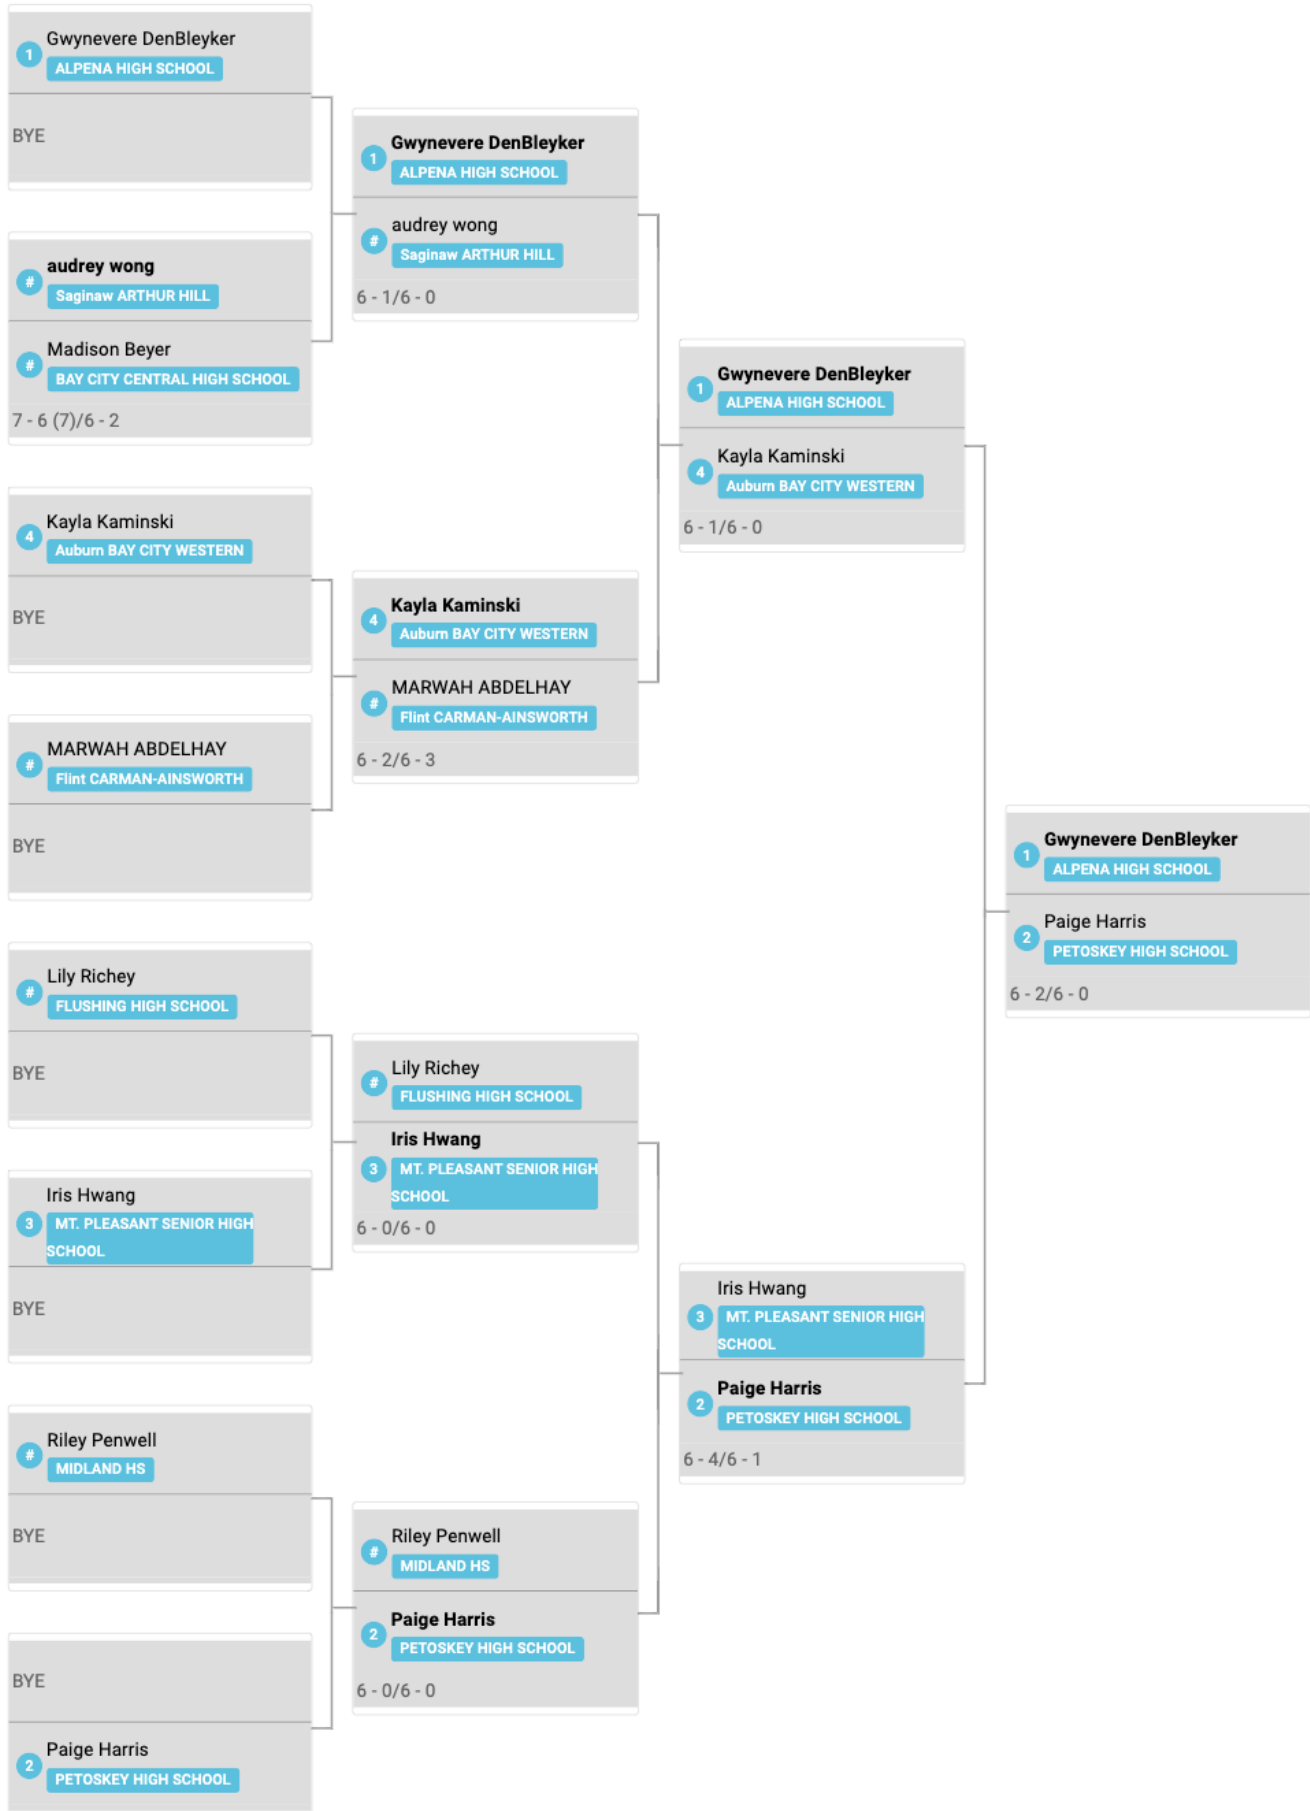 1
Gwynevere DenBleyker
ALPENA HIGH SCHOOL
BYE
#
audrey wong
Saginaw ARTHUR HILL
#
Madison Beyer
BAY CITY CENTRAL HIGH SCHOOL
7 - 6 (7)/6 - 2
4
Kayla Kaminski
Auburn BAY CITY WESTERN
BYE
#
MARWAH ABDELHAY
Flint CARMAN-AINSWORTH
BYE
#
Lily Richey
FLUSHING HIGH SCHOOL
BYE
3
Iris Hwang
MT. PLEASANT SENIOR HIGH
SCHOOL
BYE
#
Riley Penwell
MIDLAND HS
BYE
BYE
2
Paige Harris
PETOSKEY HIGH SCHOOL
1
Gwynevere DenBleyker
ALPENA HIGH SCHOOL
#
audrey wong
Saginaw ARTHUR HILL
6 - 1/6 - 0
4
Kayla Kaminski
Auburn BAY CITY WESTERN
#
MARWAH ABDELHAY
Flint CARMAN-AINSWORTH
6 - 2/6 - 3
#
Lily Richey
FLUSHING HIGH SCHOOL
3
Iris Hwang
MT. PLEASANT SENIOR HIGH
SCHOOL
6 - 0/6 - 0
#
Riley Penwell
MIDLAND HS
2
Paige Harris
PETOSKEY HIGH SCHOOL
6 - 0/6 - 0
1
Gwynevere DenBleyker
ALPENA HIGH SCHOOL
4
Kayla Kaminski
Auburn BAY CITY WESTERN
6 - 1/6 - 0
3
Iris Hwang
MT. PLEASANT SENIOR HIGH
SCHOOL
2
Paige Harris
PETOSKEY HIGH SCHOOL
6 - 4/6 - 1
1
Gwynevere DenBleyker
ALPENA HIGH SCHOOL
2
Paige Harris
PETOSKEY HIGH SCHOOL
6 - 2/6 - 0